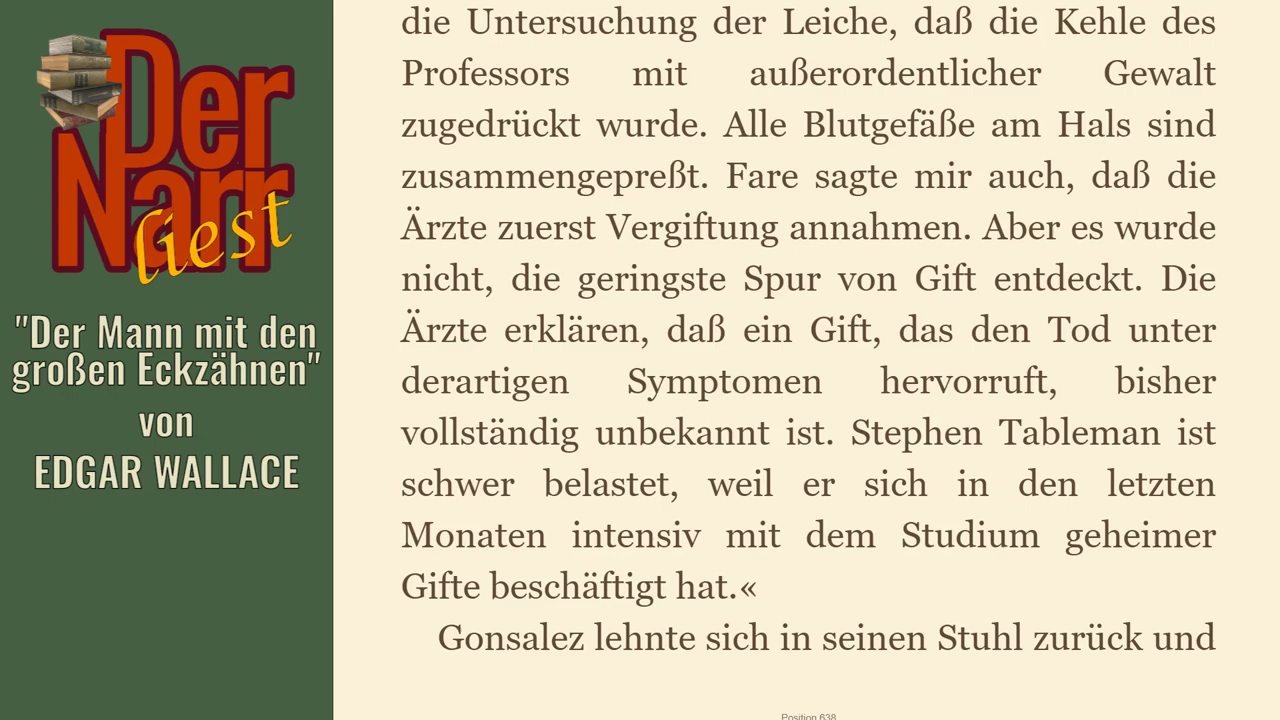 Der
Narr
liest
"Der Mann mit den
großen Eckzähnen"
von
EDGAR WALLACE
die Untersuchung der Leiche, daß die Kehle des
Professors mit außerordentlicher Gewalt
zugedrückt wurde. Alle Blutgefäße am Hals sind
zusammengepreßt. Fare sagte mir auch, daß die
Ärzte zuerst Vergiftung annahmen. Aber es wurde
nicht, die geringste Spur von Gift entdeckt. Die
Ärzte erklären, daß ein Gift, das den Tod unter
derartigen Symptomen hervorruft, bisher
vollständig unbekannt ist. Stephen Tableman ist
schwer belastet, weil er sich in den letzten
Monaten intensiv mit dem Studium geheimer
Gifte beschäftigt hat.«
Gonsalez lehnte sich in seinen Stuhl zurück und
Position 638